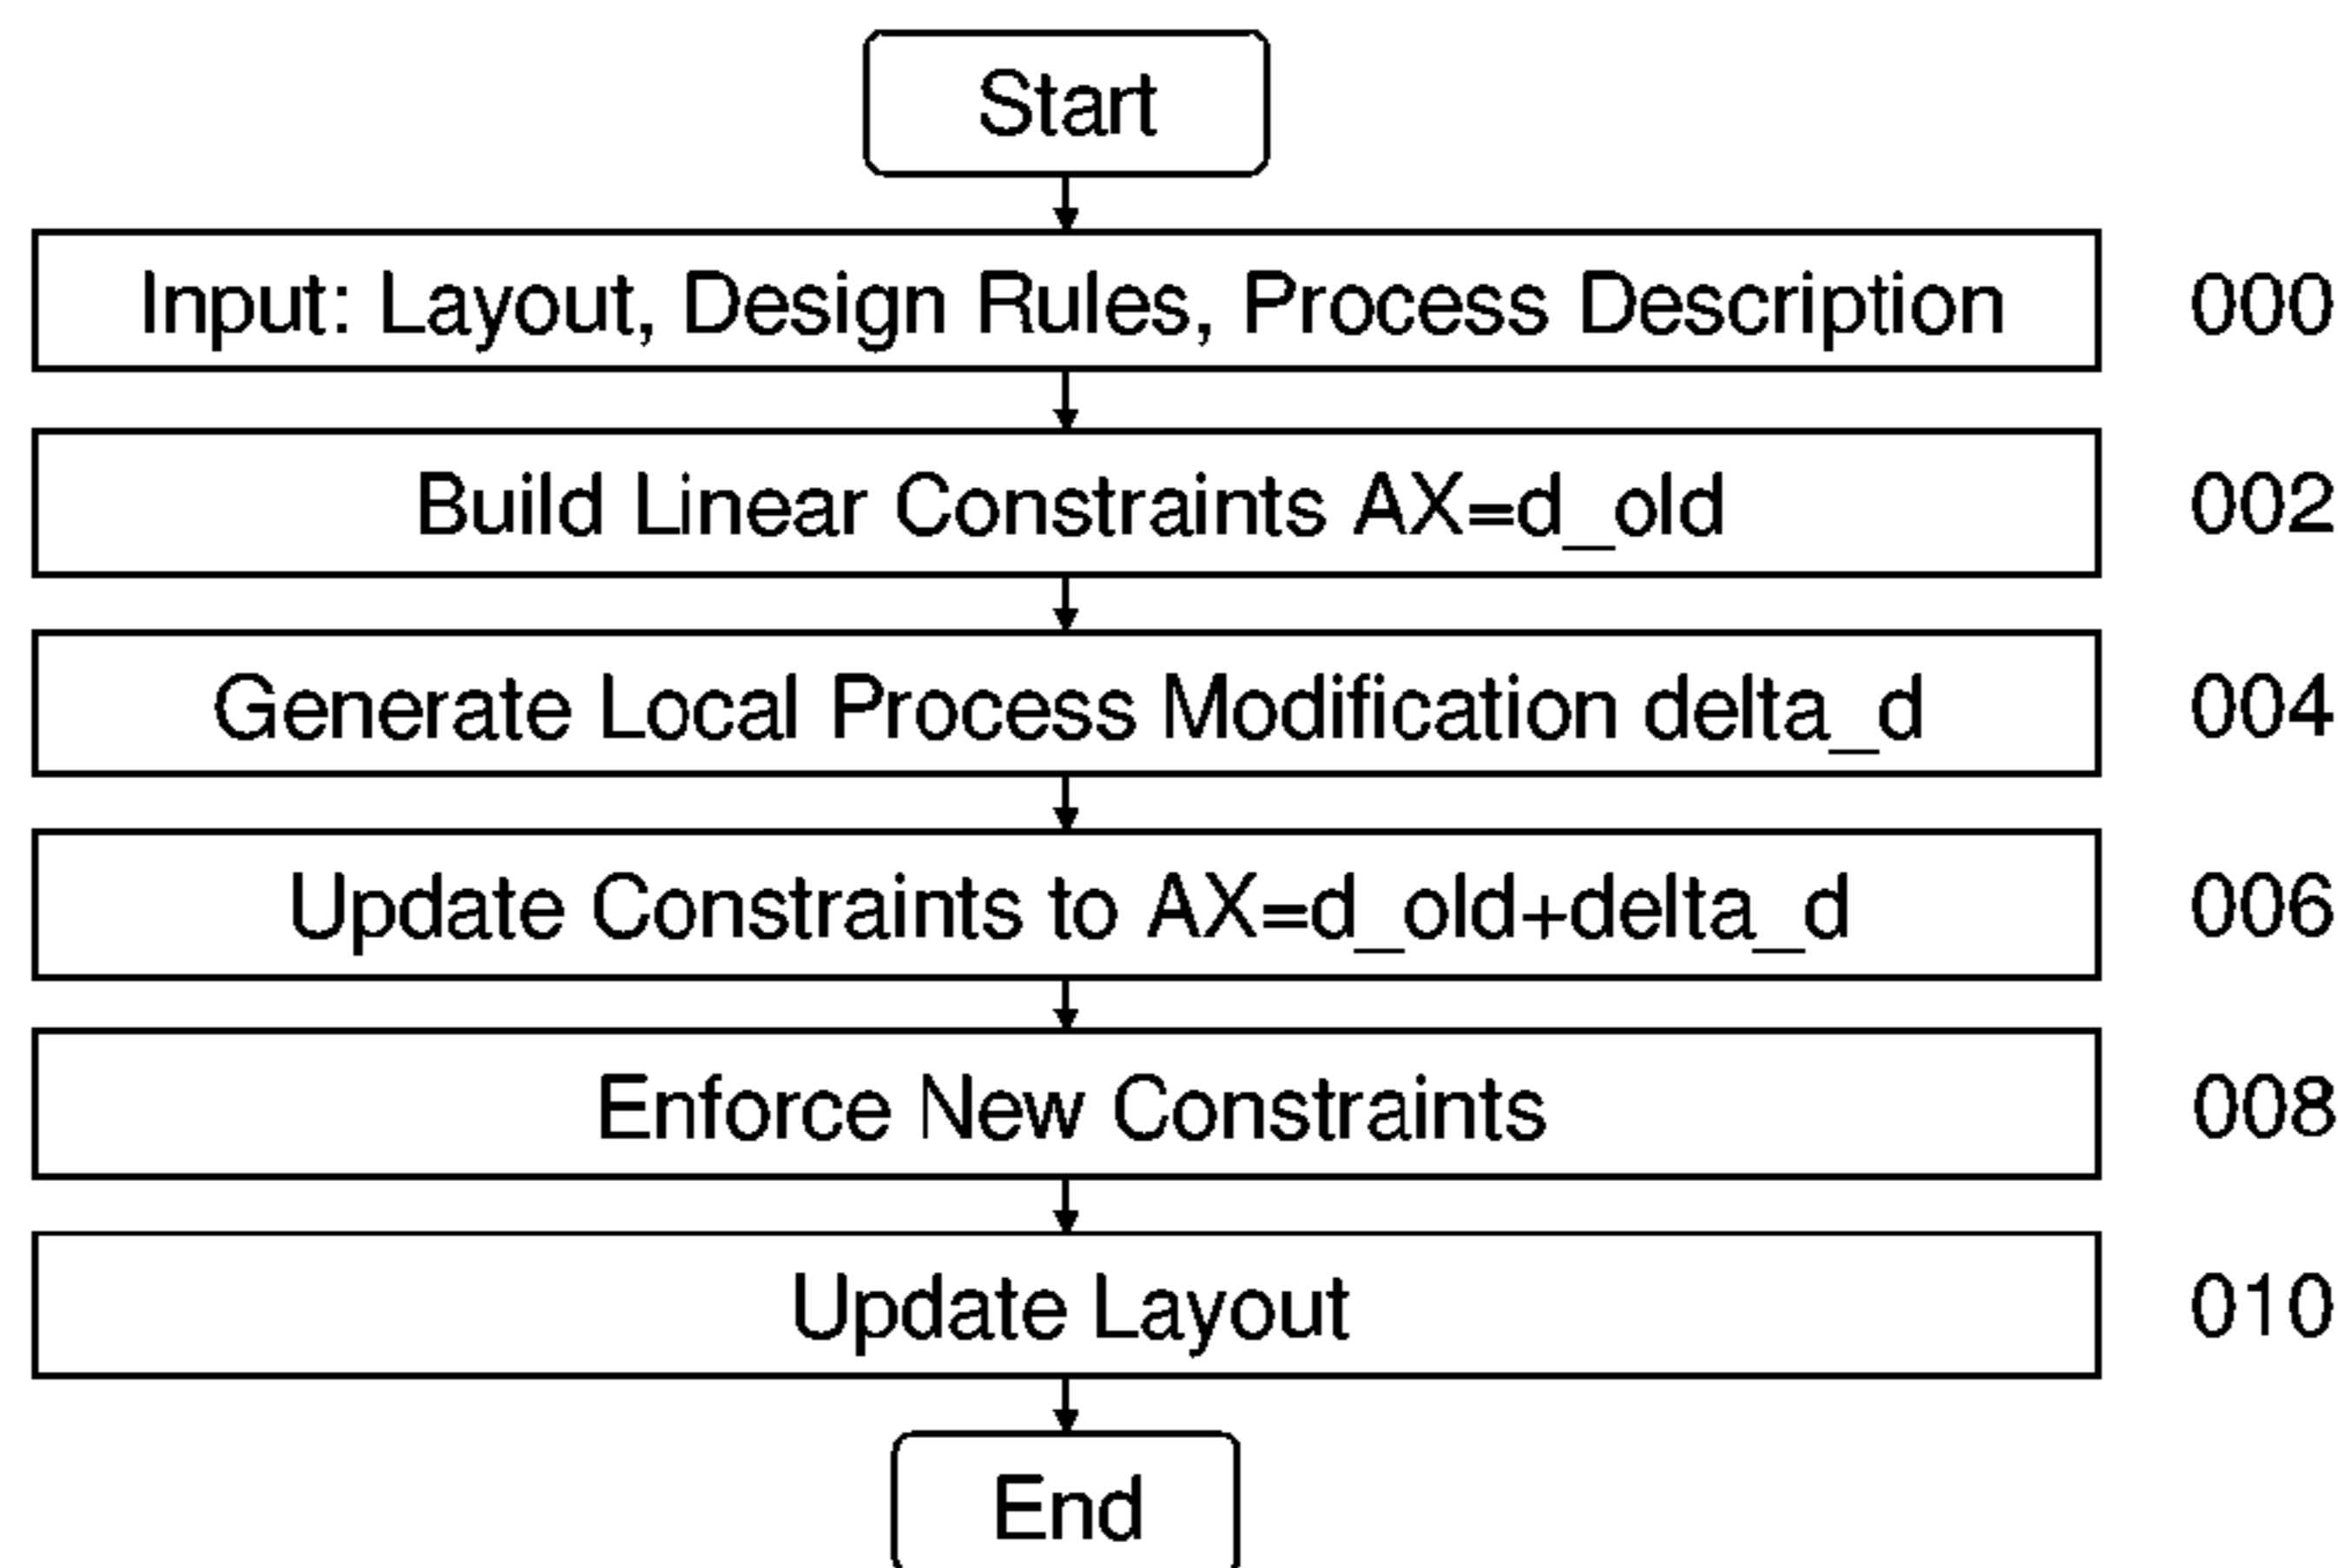 Start
Input: Layout, Design Rules, Process Description 000
Build Linear Constraints AX=d_old 002
Generate Local Process Modification delta_d 004
Update Constraints to AX=d_old+delta_d 006
Enforce New Constraints 008
Update Layout 010
End